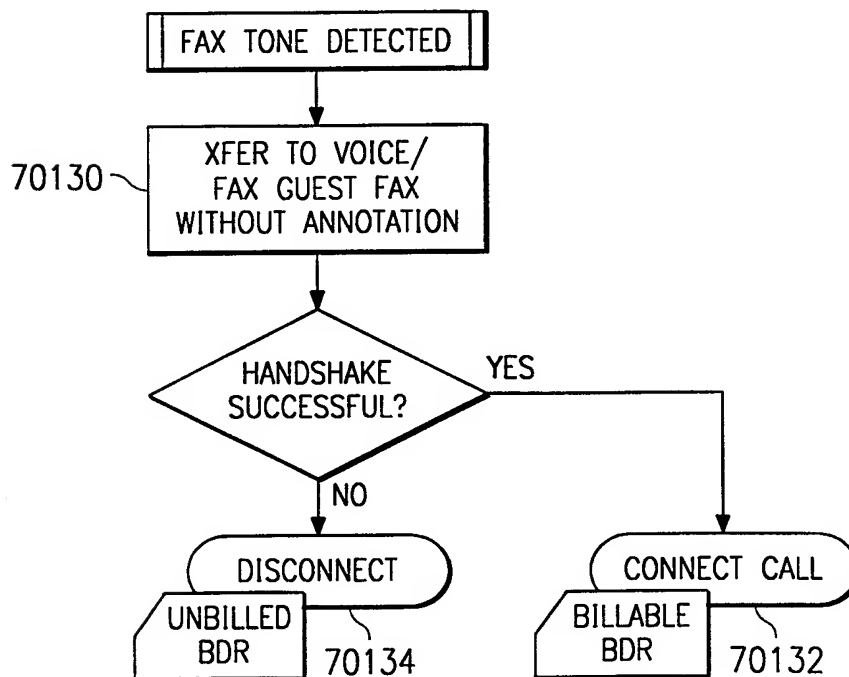 FAX TONE DETECTED
70130
XFER TO VOICE/
FAX GUEST FAX
WITHOUT ANNOTATION
HANDSHAKE
SUCCESSFUL?
YES
NO
DISCONNECT
UNBILLED
BDR
70134
CONNECT CALL
BILLABLE
BDR
70132